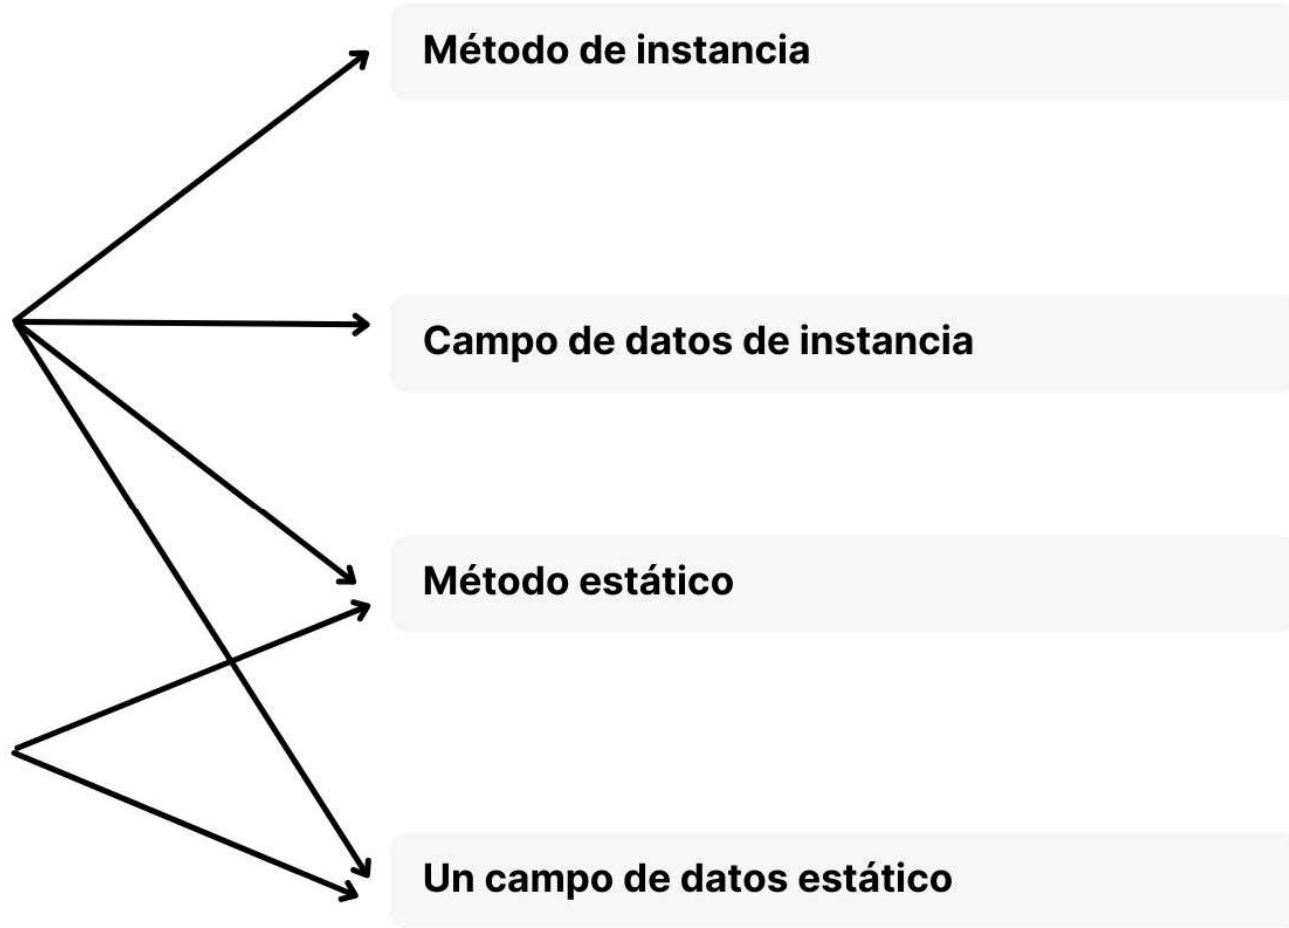 Método de instancia
Campo de datos de instancia
Método estático
Un campo de datos estático